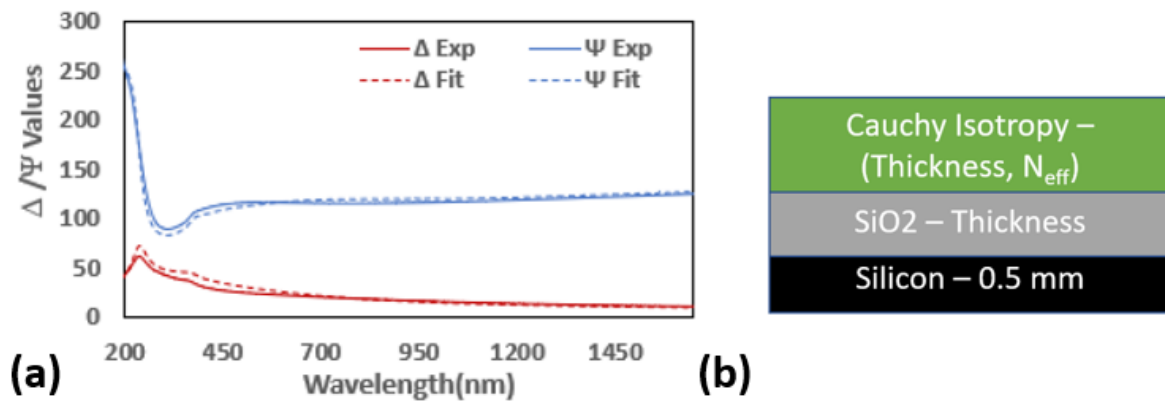 300
250
200
150
100
50
0
Δ /Ψ Values
Δ Exp
Ψ Exp
Δ Fit
Ψ Fit
200
450
700
950
1200
1450
Wavelength(nm)
(a)
Cauchy Isotropy –
(Thickness, Neff)
SiO2 – Thickness
Silicon – 0.5 mm
(b)